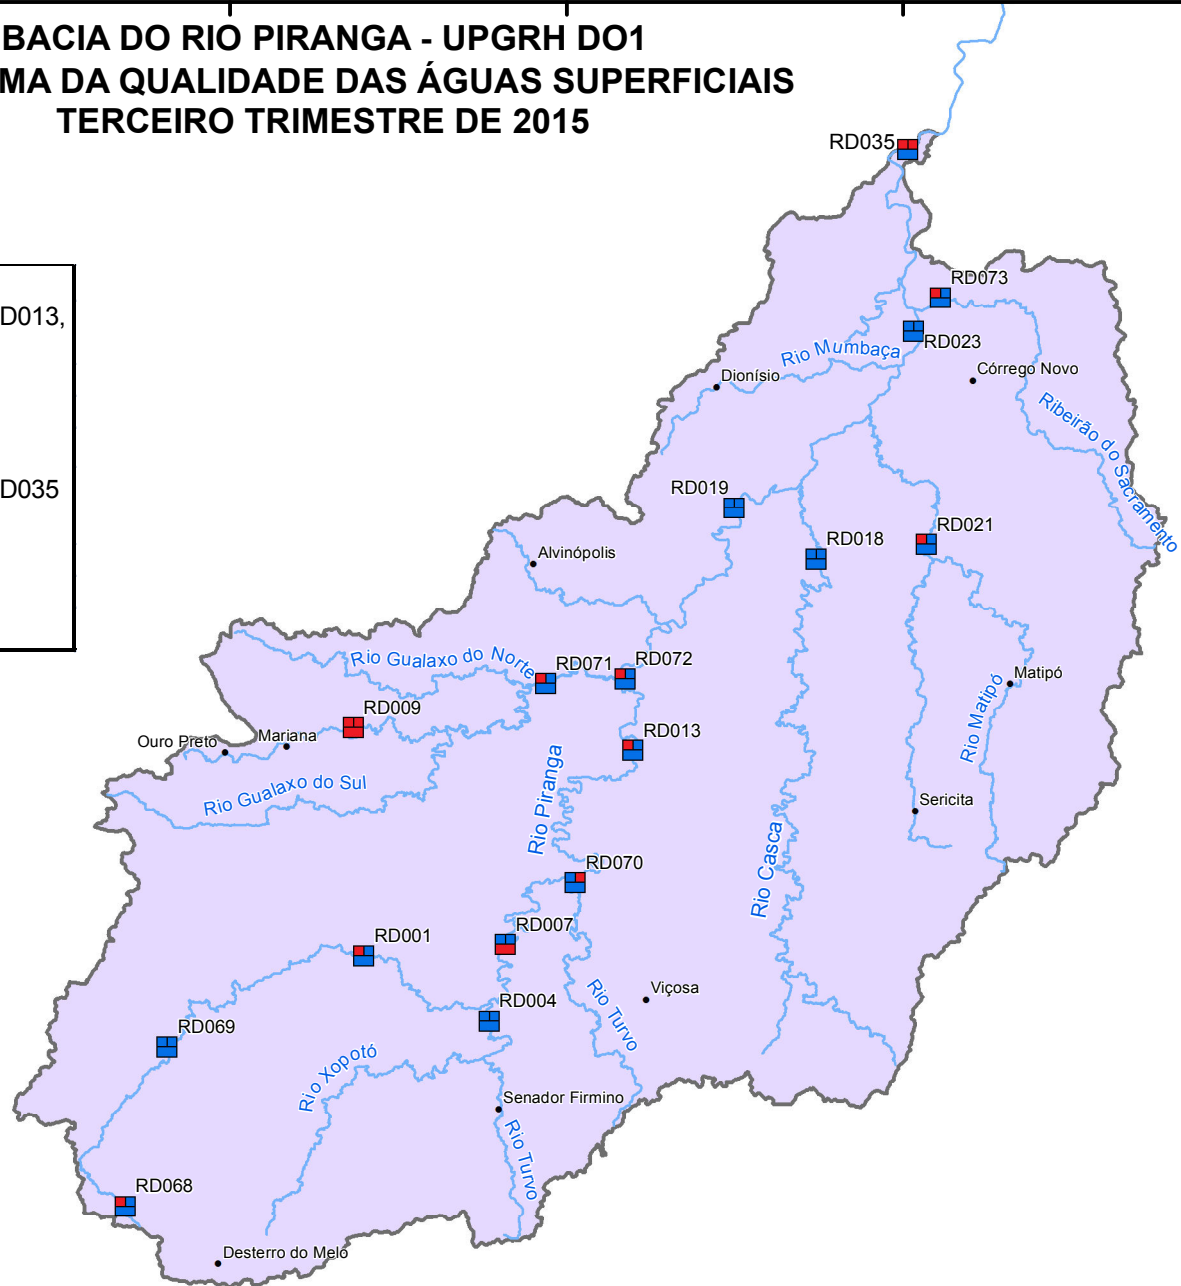 BACIA DO RIO PIRANGA - UPGRH DO1
MA DA QUALIDADE DAS ÁGUAS SUPERFICIAIS
TERCEIRO TRIMESTRE DE 2015
RD035
RD073
D013,
RD023
Rio Mumbaça
Córrego Novo
Dionísio
Ribeirão do Sacramento
D035
RD019
RD021
RD018
Alvinópolis
Rio Gualaxo do Norte
RD071
RD072
Matipó
Rio Matipó
RD009
RD013
Mariana
Ouro Preto
Rio Gualaxo do Sul
Rio Piranga
Sericita
Rio Casca
RD070
RD007
RD001
Viçosa
RD004
Rio Turvo
RD069
Rio Xopotó
Senador Firmino
Rio Turvo
RD068
Desterro do Melo